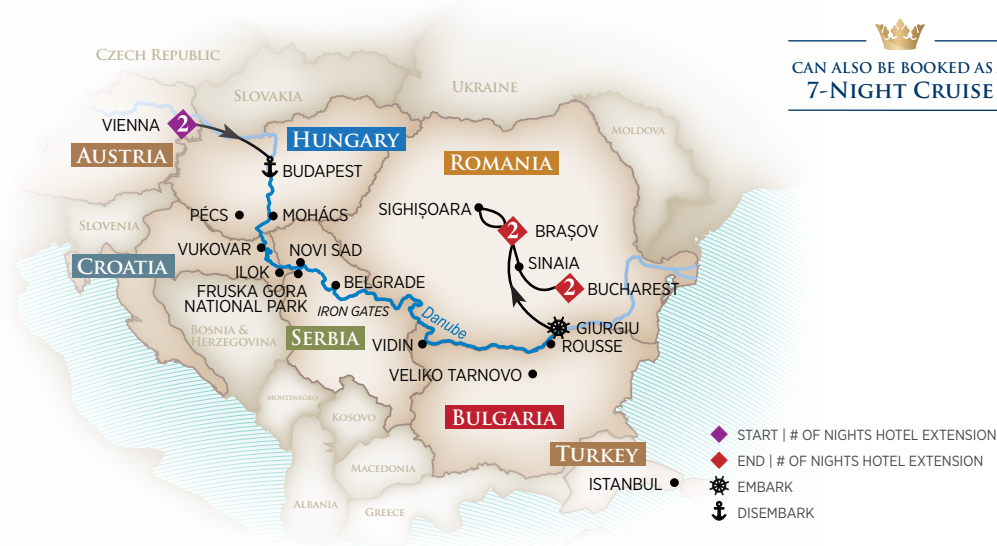 CZECH REPUBLIC
SLOVAKIA
UKRAINE
CAN ALSO BE BOOKED AS
7-NIGHT CRUISE
VIENNA
2
AUSTRIA
HUNGARY
BUDAPEST
ROMANIA
MOLDOVA
PÉCS
MOHÁCS
SIGHIȘOARA
2
BRAȘOV
SLOVENIA
VUKOVAR
NOVI SAD
SINAIA
CROATIA
ILOK
BELGRADE
2
BUCHAREST
FRUSKA GORA
NATIONAL PARK
IRON GATES
Danube
GIURGIU
BOSNIA &
HERZEGOVINA
SERBIA
VIDIN
ROUSSE
VELIKO TARNOVO
MONTENEGRO
KOSOVO
BULGARIA
TURKEY
MACEDONIA
ISTANBUL
ALBANIA
GREECE
START | # OF NIGHTS HOTEL EXTENSION
END | # OF NIGHTS HOTEL EXTENSION
EMBARK
DISEMBARK